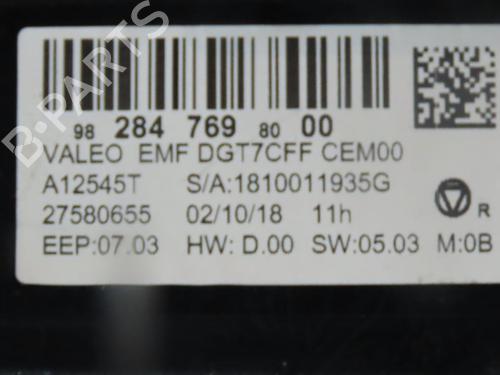 98 284 769 80 00
VALEO EMF DGT7CFF CEM00
A12545T S/A:1810011935G
27580655 02/10/18 11h
EEP:07.03 HW: D.00 SW:05.03 M:0B
R
B-PARTS